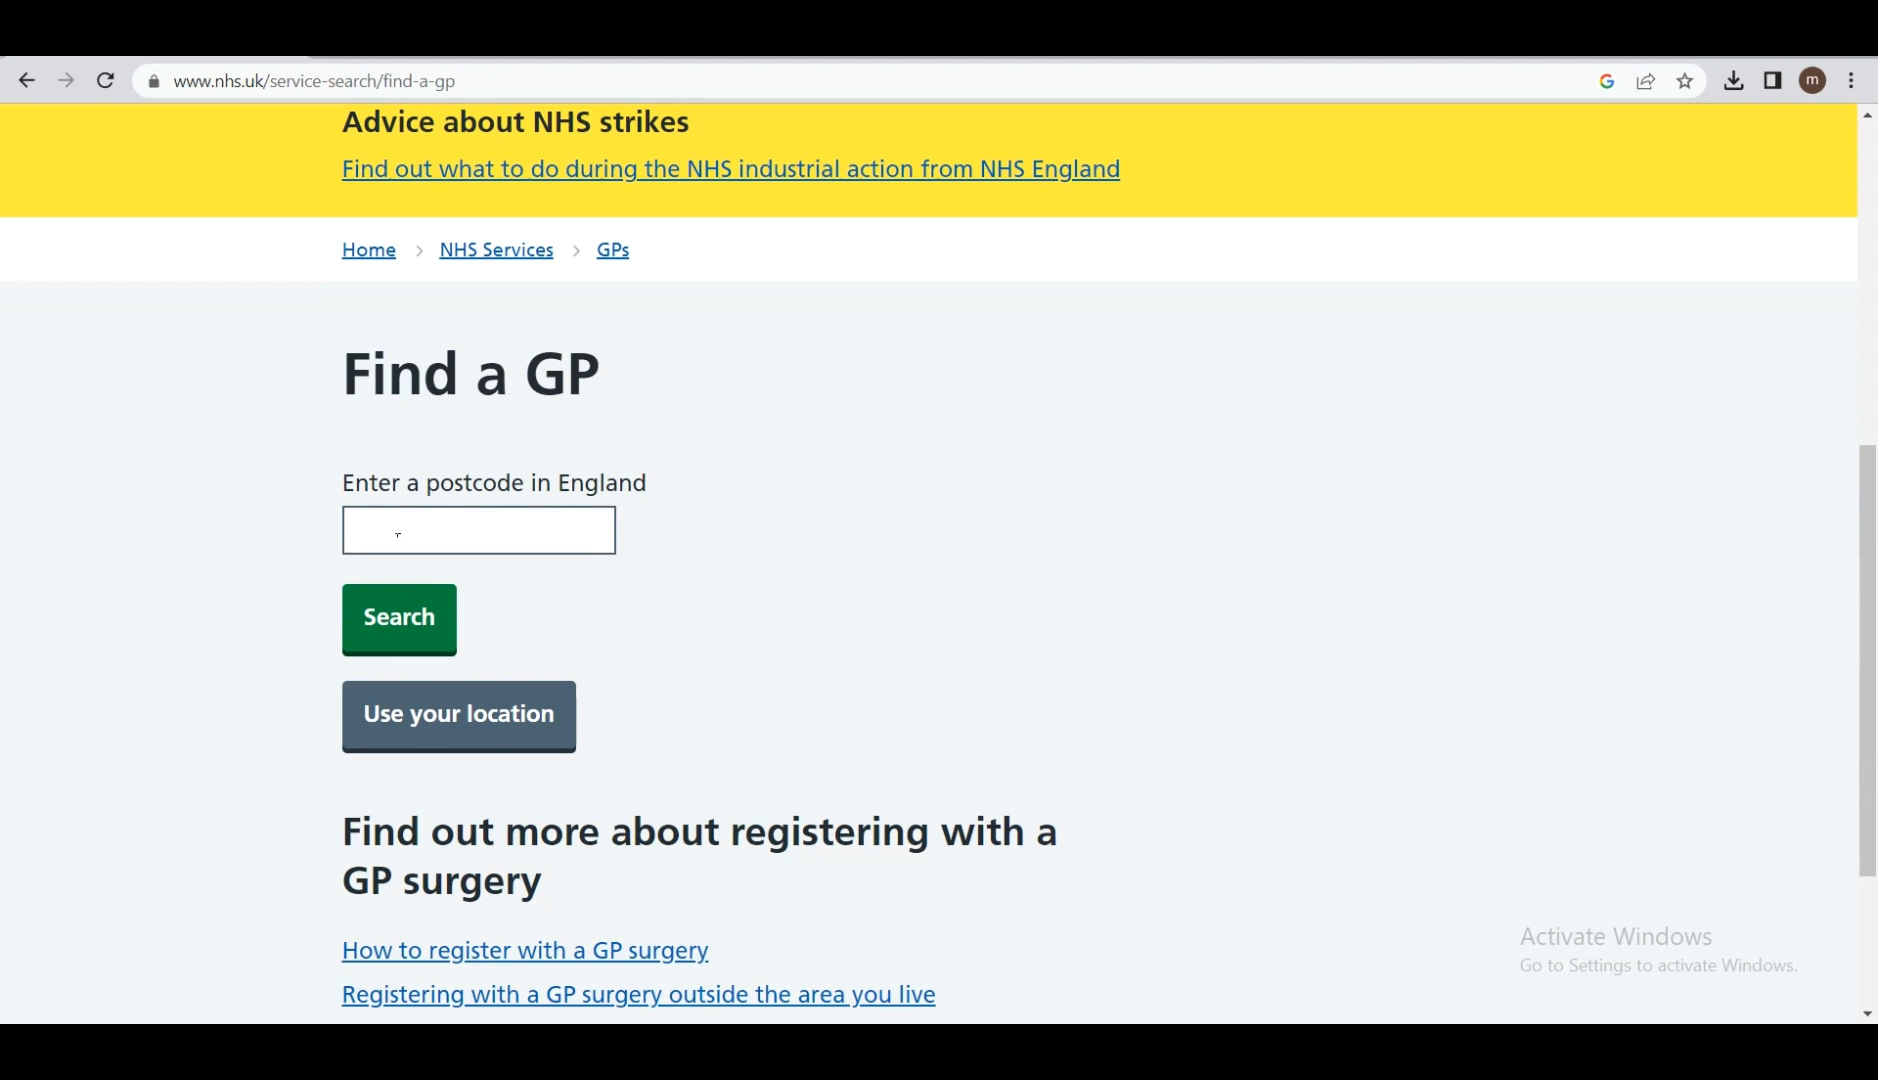 www.nhs.uk/service-search/find-a-gp
m
Advice about NHS strikes
Find out what to do during the NHS industrial action from NHS England
Home > NHS Services > GPs
Find a GP
Enter a postcode in England
Search
Use your location
Find out more about registering with a
GP surgery
How to register with a GP surgery
Registering with a GP surgery outside the area you live
Activate Windows
Go to Settings to activate Windows.